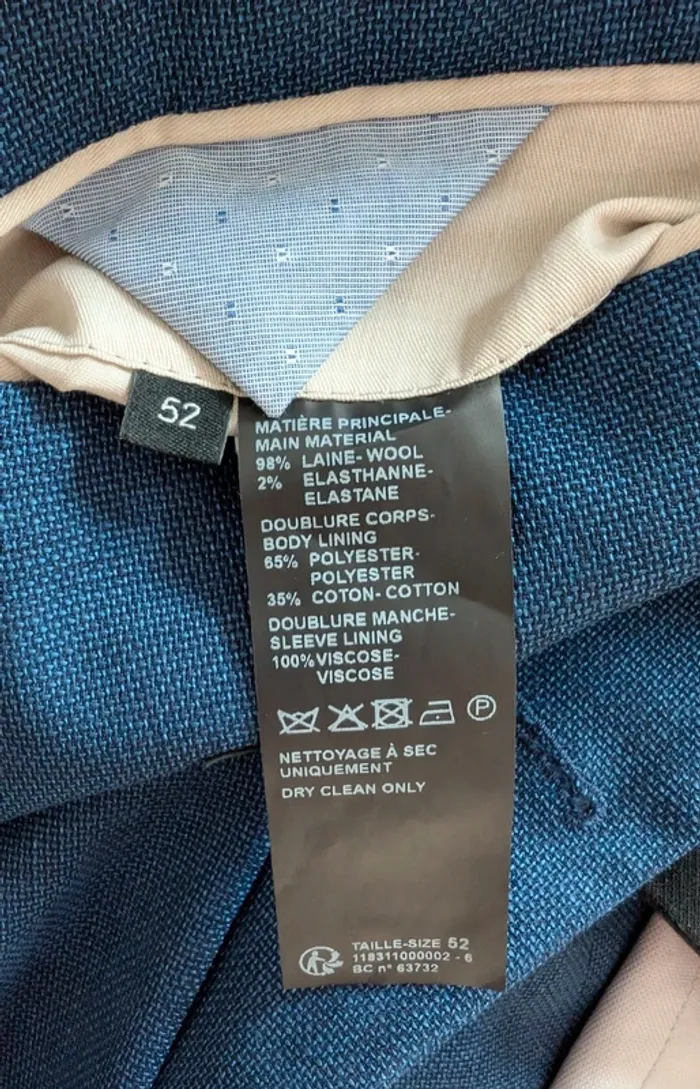 52
MATIÈRE PRINCIPALE-
MAIN MATERIAL
98% LAINE-WOOL
2% ELASTHANNE-
ELASTANE
DOUBLURE CORPS-
BODY LINING
65% POLYESTER-
POLYESTER
35% COTON-COTTON
DOUBLURE MANCHE-
SLEEVE LINING
100%VISCOSE-
VISCOSE
P
NETTOYAGE À SEC
UNIQUEMENT
DRY CLEAN ONLY
TAILLE-SIZE 52
118311000002 - 6
BC n° 63732